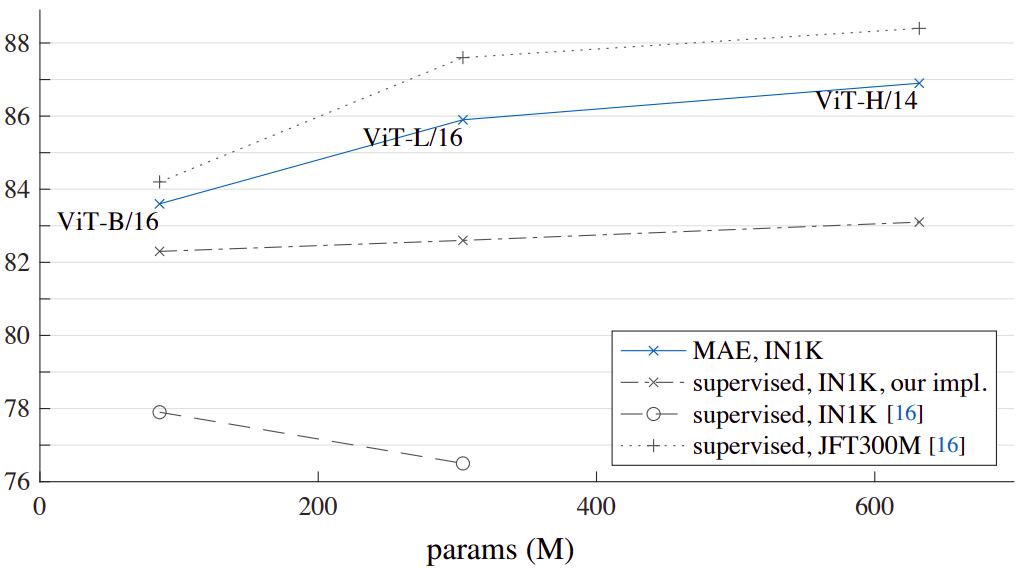 88
86
84
82
80
78
76
0 200 400 600
params (M)
ViT-B/16
ViT-L/16
ViT-H/14
MAE, IN1K
supervised, IN1K, our impl.
supervised, IN1K [16]
supervised, JFT300M [16]